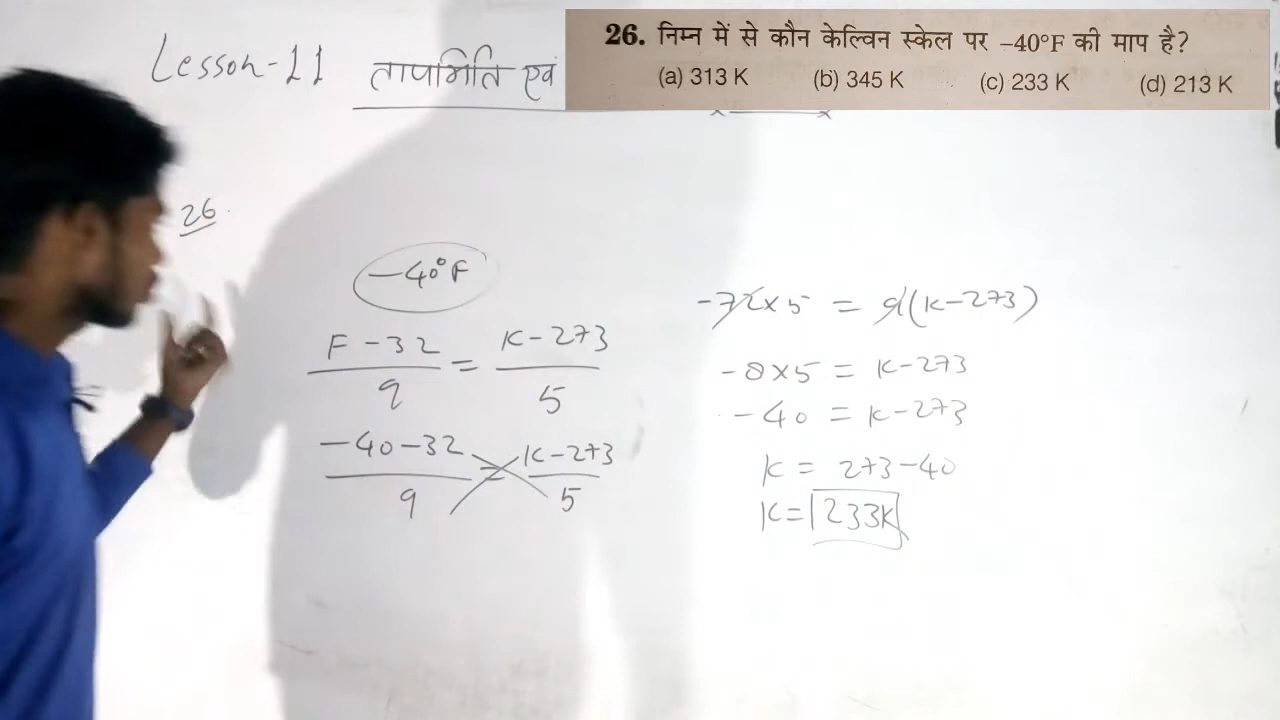 Lesson-11 तापमिति एवं
26. निम्न में से कौन केल्विन स्केल पर –40°F की माप है?
(a) 313 K (b) 345 K (c) 233 K (d) 213 K
26.
–40°F
F – 32 / 9 = K – 273 / 5
–40 – 32 / 9 = K – 273 / 5
-72×5 = 9(K–273)
-8×5 = K–273
-40 = K–273
K = 273–40
K = 233K